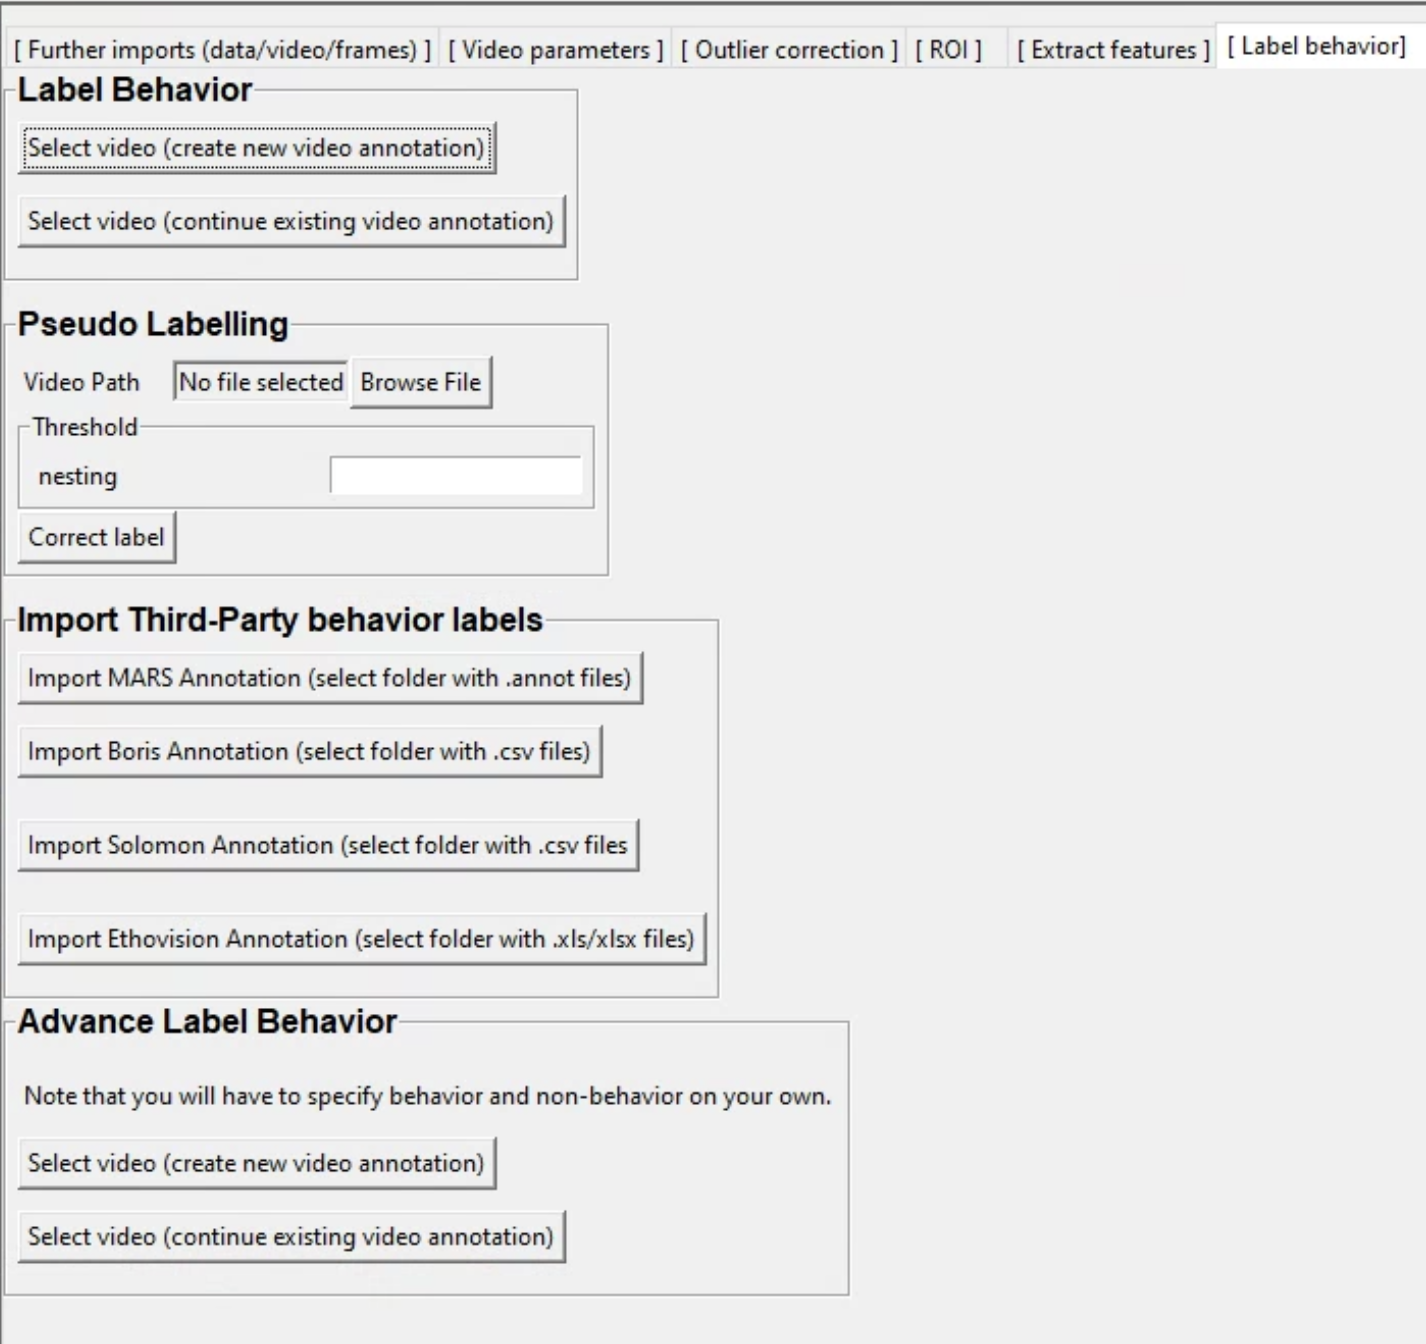 [ Further imports (data/video/frames) ] [ Video parameters ] [ Outlier correction ] [ ROI ] [ Extract features ] [ Label behavior]
Label Behavior
Select video (create new video annotation)
Select video (continue existing video annotation)
Pseudo Labelling
Video Path No file selected Browse File
Threshold
nesting
Correct label
Import Third-Party behavior labels
Import MARS Annotation (select folder with .annot files)
Import Boris Annotation (select folder with .csv files)
Import Solomon Annotation (select folder with .csv files
Import Ethovision Annotation (select folder with .xls/xlsx files)
Advance Label Behavior
Note that you will have to specify behavior and non-behavior on your own.
Select video (create new video annotation)
Select video (continue existing video annotation)